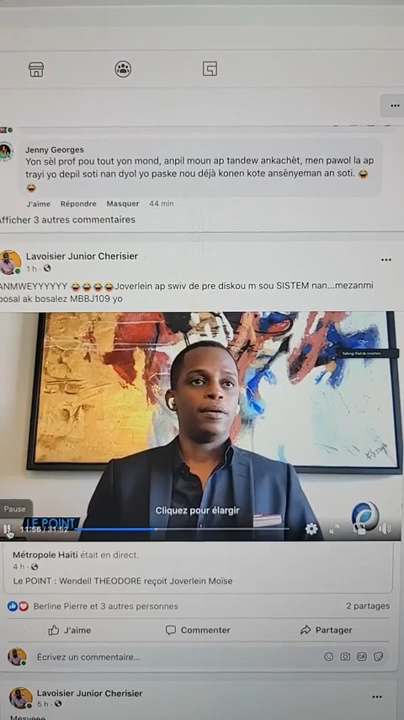 Jenny Georges
Yon sèl prof pou tout yon mond, anpil moun ap tandew ankachèt, men pawol la ap
trayi yo depil soti nan dyol yo paske nou déjà konen kote ansènyeman an soti. 😂
😂
J'aime Répondre Masquer 44 min
Afficher 3 autres commentaires
Lavoisier Junior Cherisier
1 h
ANMWEYYYYYY 😂😂😂😂Joverlein ap swiv de pre diskou m sou SISTEM nan...mezanmi
bosal ak bosalez MBBJ109 yo
Pause
Cliquez pour élargir
LE POINT
Métropole Haiti était en direct.
4 h
Le POINT : Wendell THEODORE reçoit Joverlein Moïse
Berline Pierre et 3 autres personnes 2 partages
J'aime Commenter Partager
Écrivez un commentaire...
Lavoisier Junior Cherisier
5 h